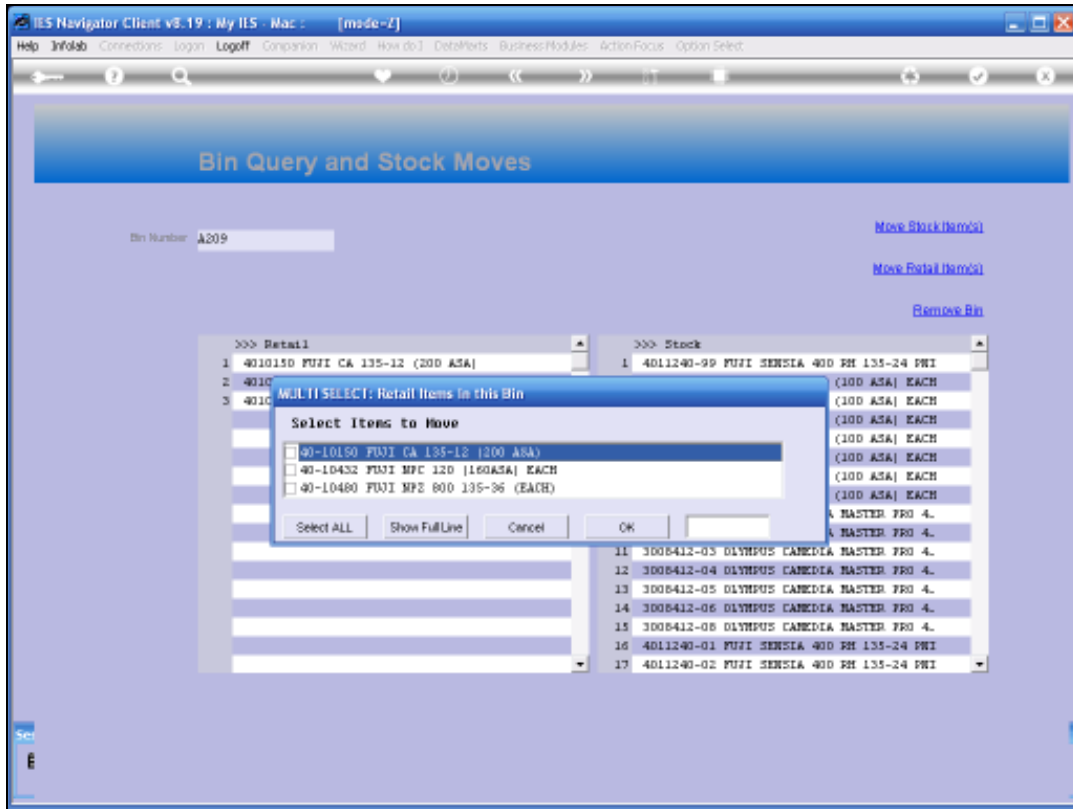 IES Navigator Client v8.19 : My IES - Mac : [mode=Z]
Help Infolab Connections Logon Logoff Companion Wizard How do I DataMarts Business Modules Action Focus Option Select
Bin Query and Stock Moves
Bin Number A209
Move Stock Item(s)
Move Retail Item(s)
Remove Bin
>>> Retail
1 4010150 FUJI CA 135-12 (200 ASA|
2 4010
3 4010
>>> Stock
1 4011240-99 FUJI SENSIA 400 RH 135-24 PHI
(100 ASA| EACH
(100 ASA| EACH
(100 ASA| EACH
(100 ASA| EACH
(100 ASA| EACH
(100 ASA| EACH
(100 ASA| EACH
MASTER PRO 4.
MASTER PRO 4.
11 3008412-03 OLYMPUS CAMEDIA MASTER PRO 4.
12 3008412-04 OLYMPUS CAMEDIA MASTER PRO 4.
13 3008412-05 OLYMPUS CAMEDIA MASTER PRO 4.
14 3008412-06 OLYMPUS CAMEDIA MASTER PRO 4.
15 3008412-08 OLYMPUS CAMEDIA MASTER PRO 4.
16 4011240-01 FUJI SENSIA 400 RH 135-24 PHI
17 4011240-02 FUJI SENSIA 400 RH 135-24 PHI
MULTI SELECT: Retail Items in this Bin
Select Items to Move
40-10150 FUJI CA 135-12 |200 ASA)
40-10432 FUJI NPC 120 |160ASA| EACH
40-10480 FUJI NPZ 800 135-36 (EACH)
Select ALL Show Full Line Cancel OK